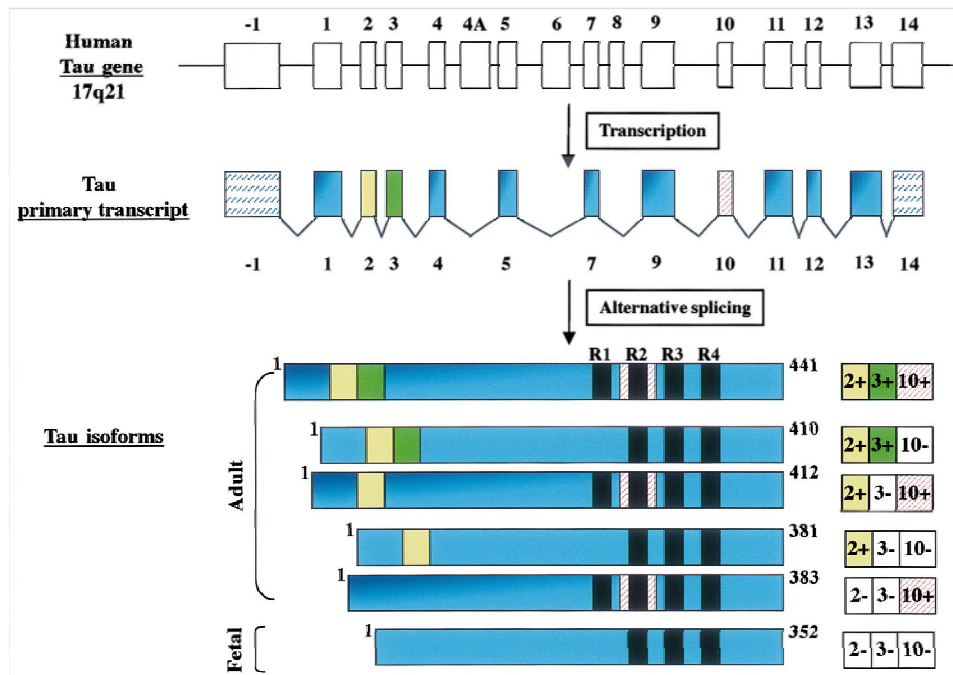 -1 1 2 3 4 4A 5 6 7 8 9 10 11 12 13 14
Human
Tau gene
17q21
Transcription
Tau
primary transcript
-1 1 2 3 4 5 7 9 10 11 12 13 14
Alternative splicing
R1 R2 R3 R4
1 441 2+ 3+ 10+
Tau isoforms
Adult
1 410 2+ 3+ 10-
1 412 2+ 3- 10+
1 381 2+ 3- 10-
1 383 2- 3- 10+
Fetal
1 352 2- 3- 10-